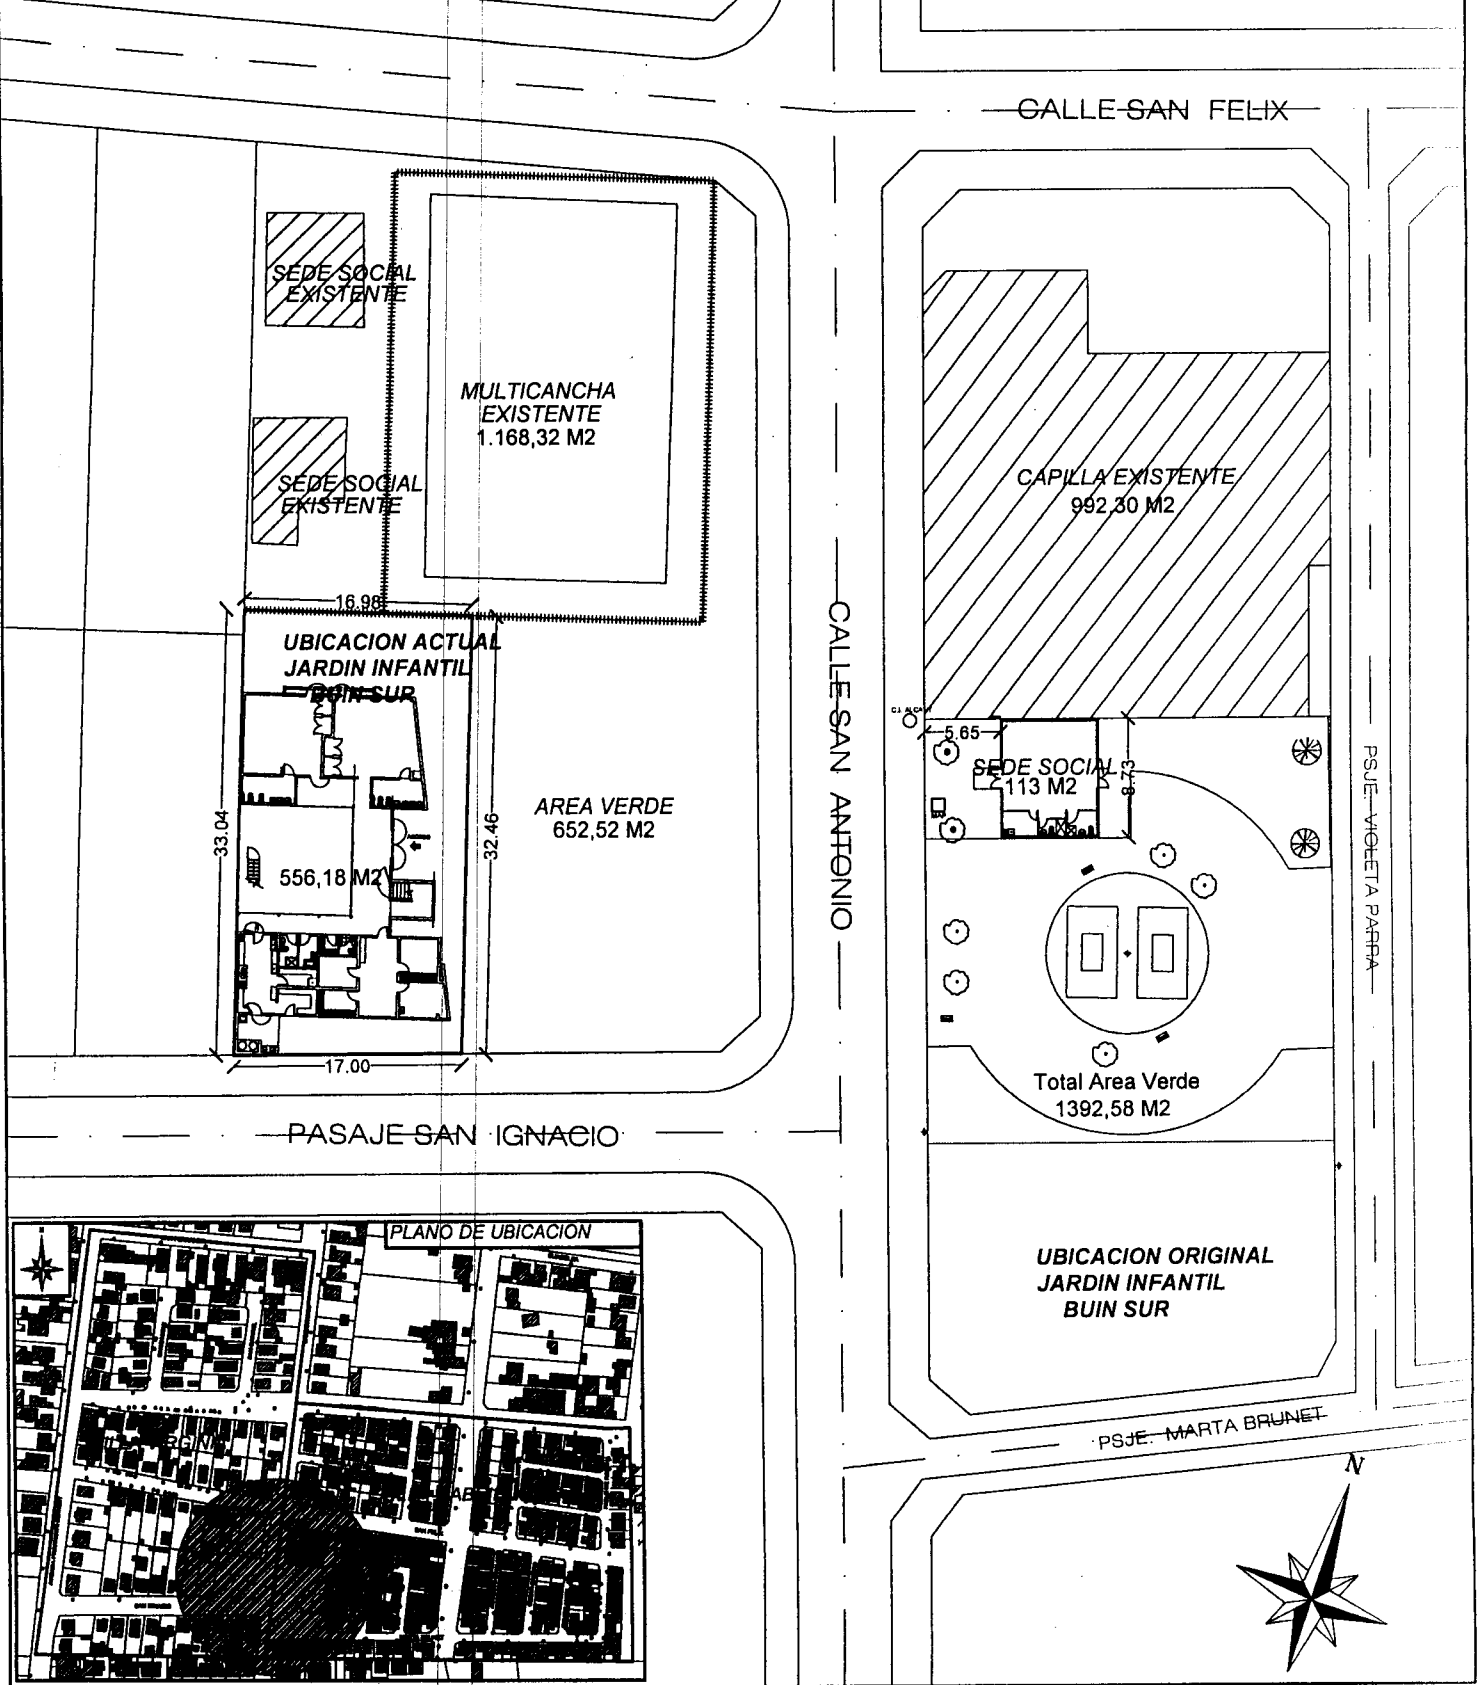 CALLE SAN FELIX
SEDE SOCIAL
EXISTENTE
MULTICANCHA
EXISTENTE
1.168,32 M2
SEDE SOCIAL
EXISTENTE
CAPILLA EXISTENTE
992,30 M2
16.98
UBICACION ACTUAL
JARDIN INFANTIL
BUIN SUR
33.04
32.46
556,18 M2
17.00
AREA VERDE
652,52 M2
CALLE SAN ANTONIO
5.65
SEDE SOCIAL
113 M2
8.73
PSJE. VIOLETA PARRA
Total Area Verde
1392,58 M2
PASAJE SAN IGNACIO
UBICACION ORIGINAL
JARDIN INFANTIL
BUIN SUR
PSJE. MARTA BRUNET
PLANO DE UBICACION
N